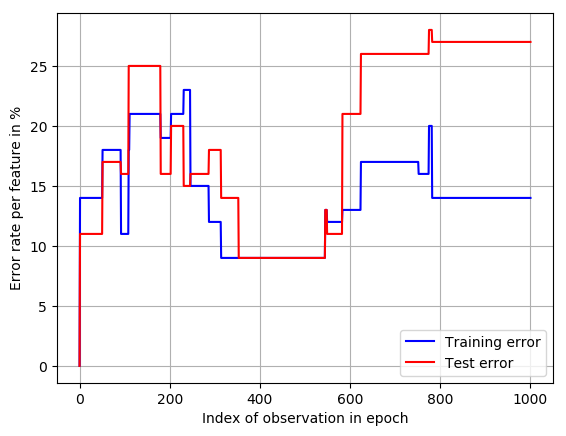 Error rate per feature in %
25
20
15
10
5
0
0 200 400 600 800 1000
Index of observation in epoch
Training error
Test error